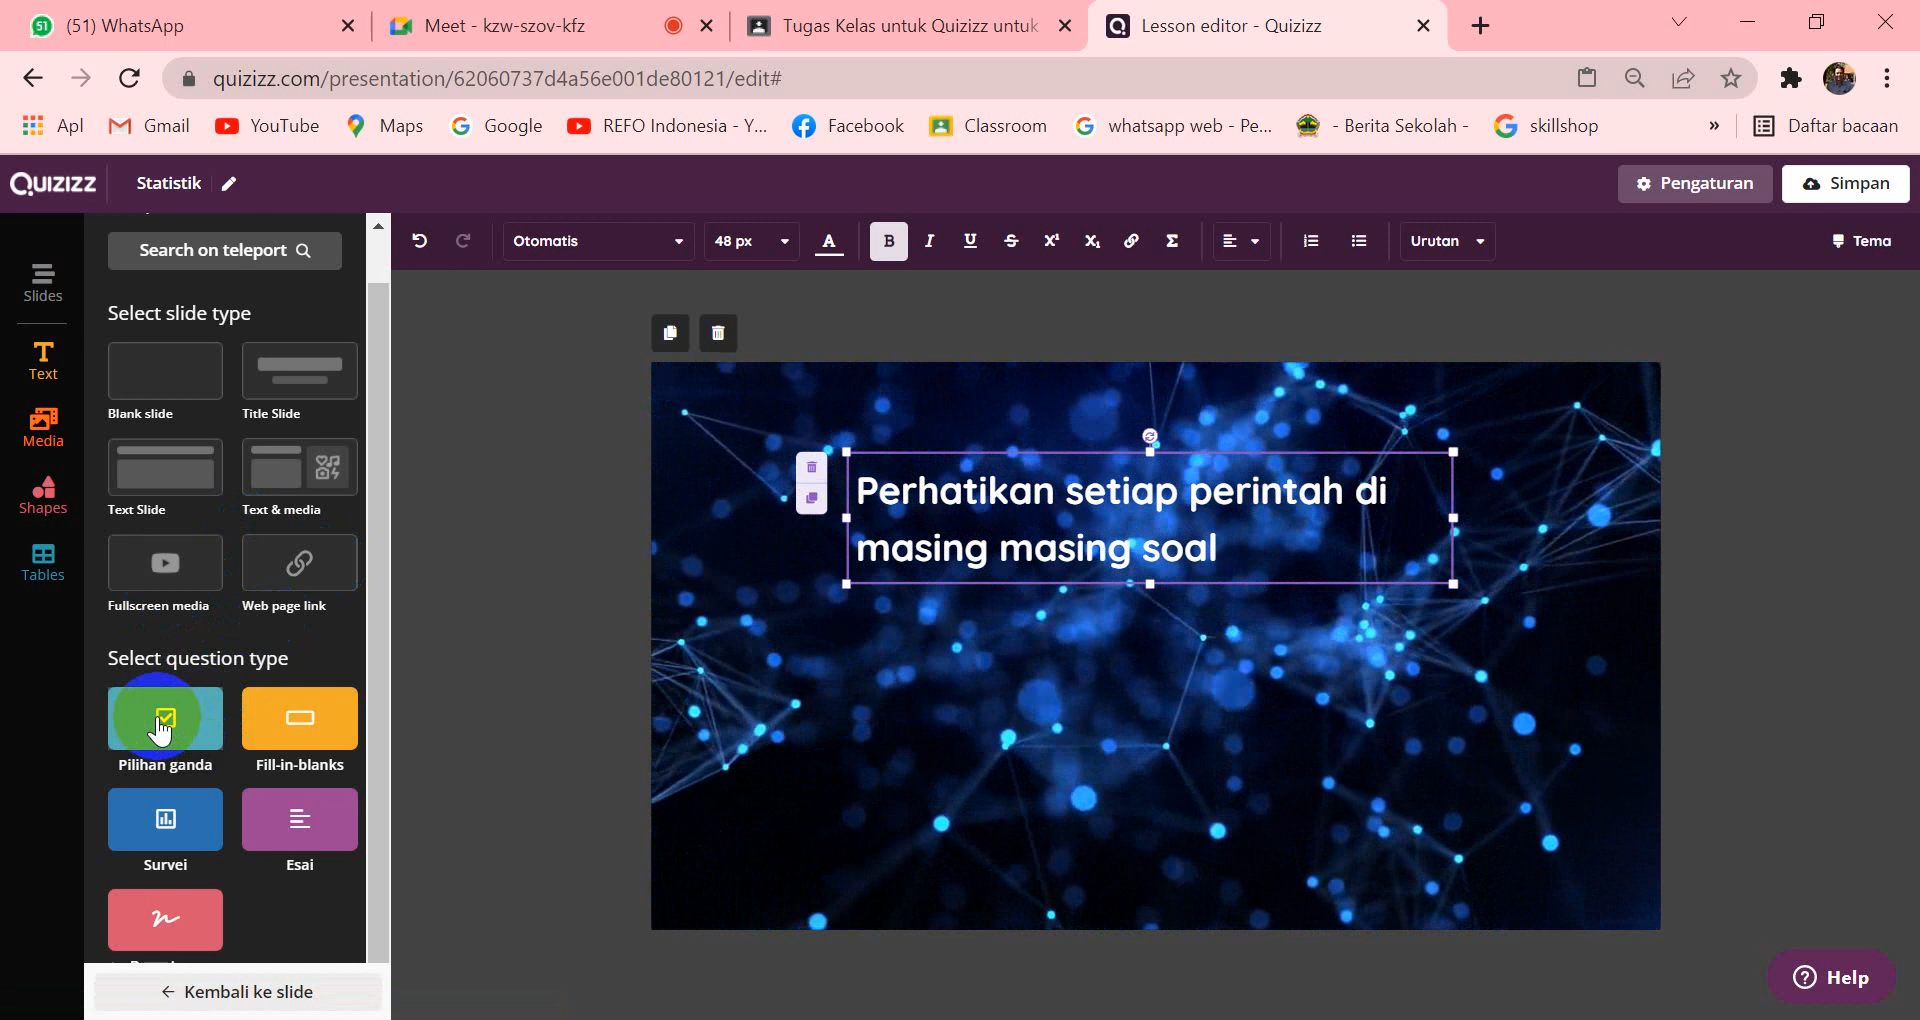 51 (51) WhatsApp
Meet - kzw-szov-kfz
Tugas Kelas untuk Quizizz untuk
Lesson editor - Quizizz
quizizz.com/presentation/62060737d4a56e001de80121/edit#
Apl
Gmail
YouTube
Maps
Google
REFO Indonesia - Y...
Facebook
Classroom
whatsapp web - Pe...
- Berita Sekolah -
skillshop
»
Daftar bacaan
QUIZIZZ
Statistik
Pengaturan
Simpan
Otomatis
48 px
A
B
I
U
S
X¹
X₁
Σ
Urutan
Tema
Slides
Text
Media
Shapes
Tables
Search on teleport
Select slide type
Blank slide
Title Slide
Text Slide
Text & media
Fullscreen media
Web page link
Select question type
Pilihan ganda
Fill-in-blanks
Survei
Esai
← Kembali ke slide
Perhatikan setiap perintah di
masing masing soal
Help